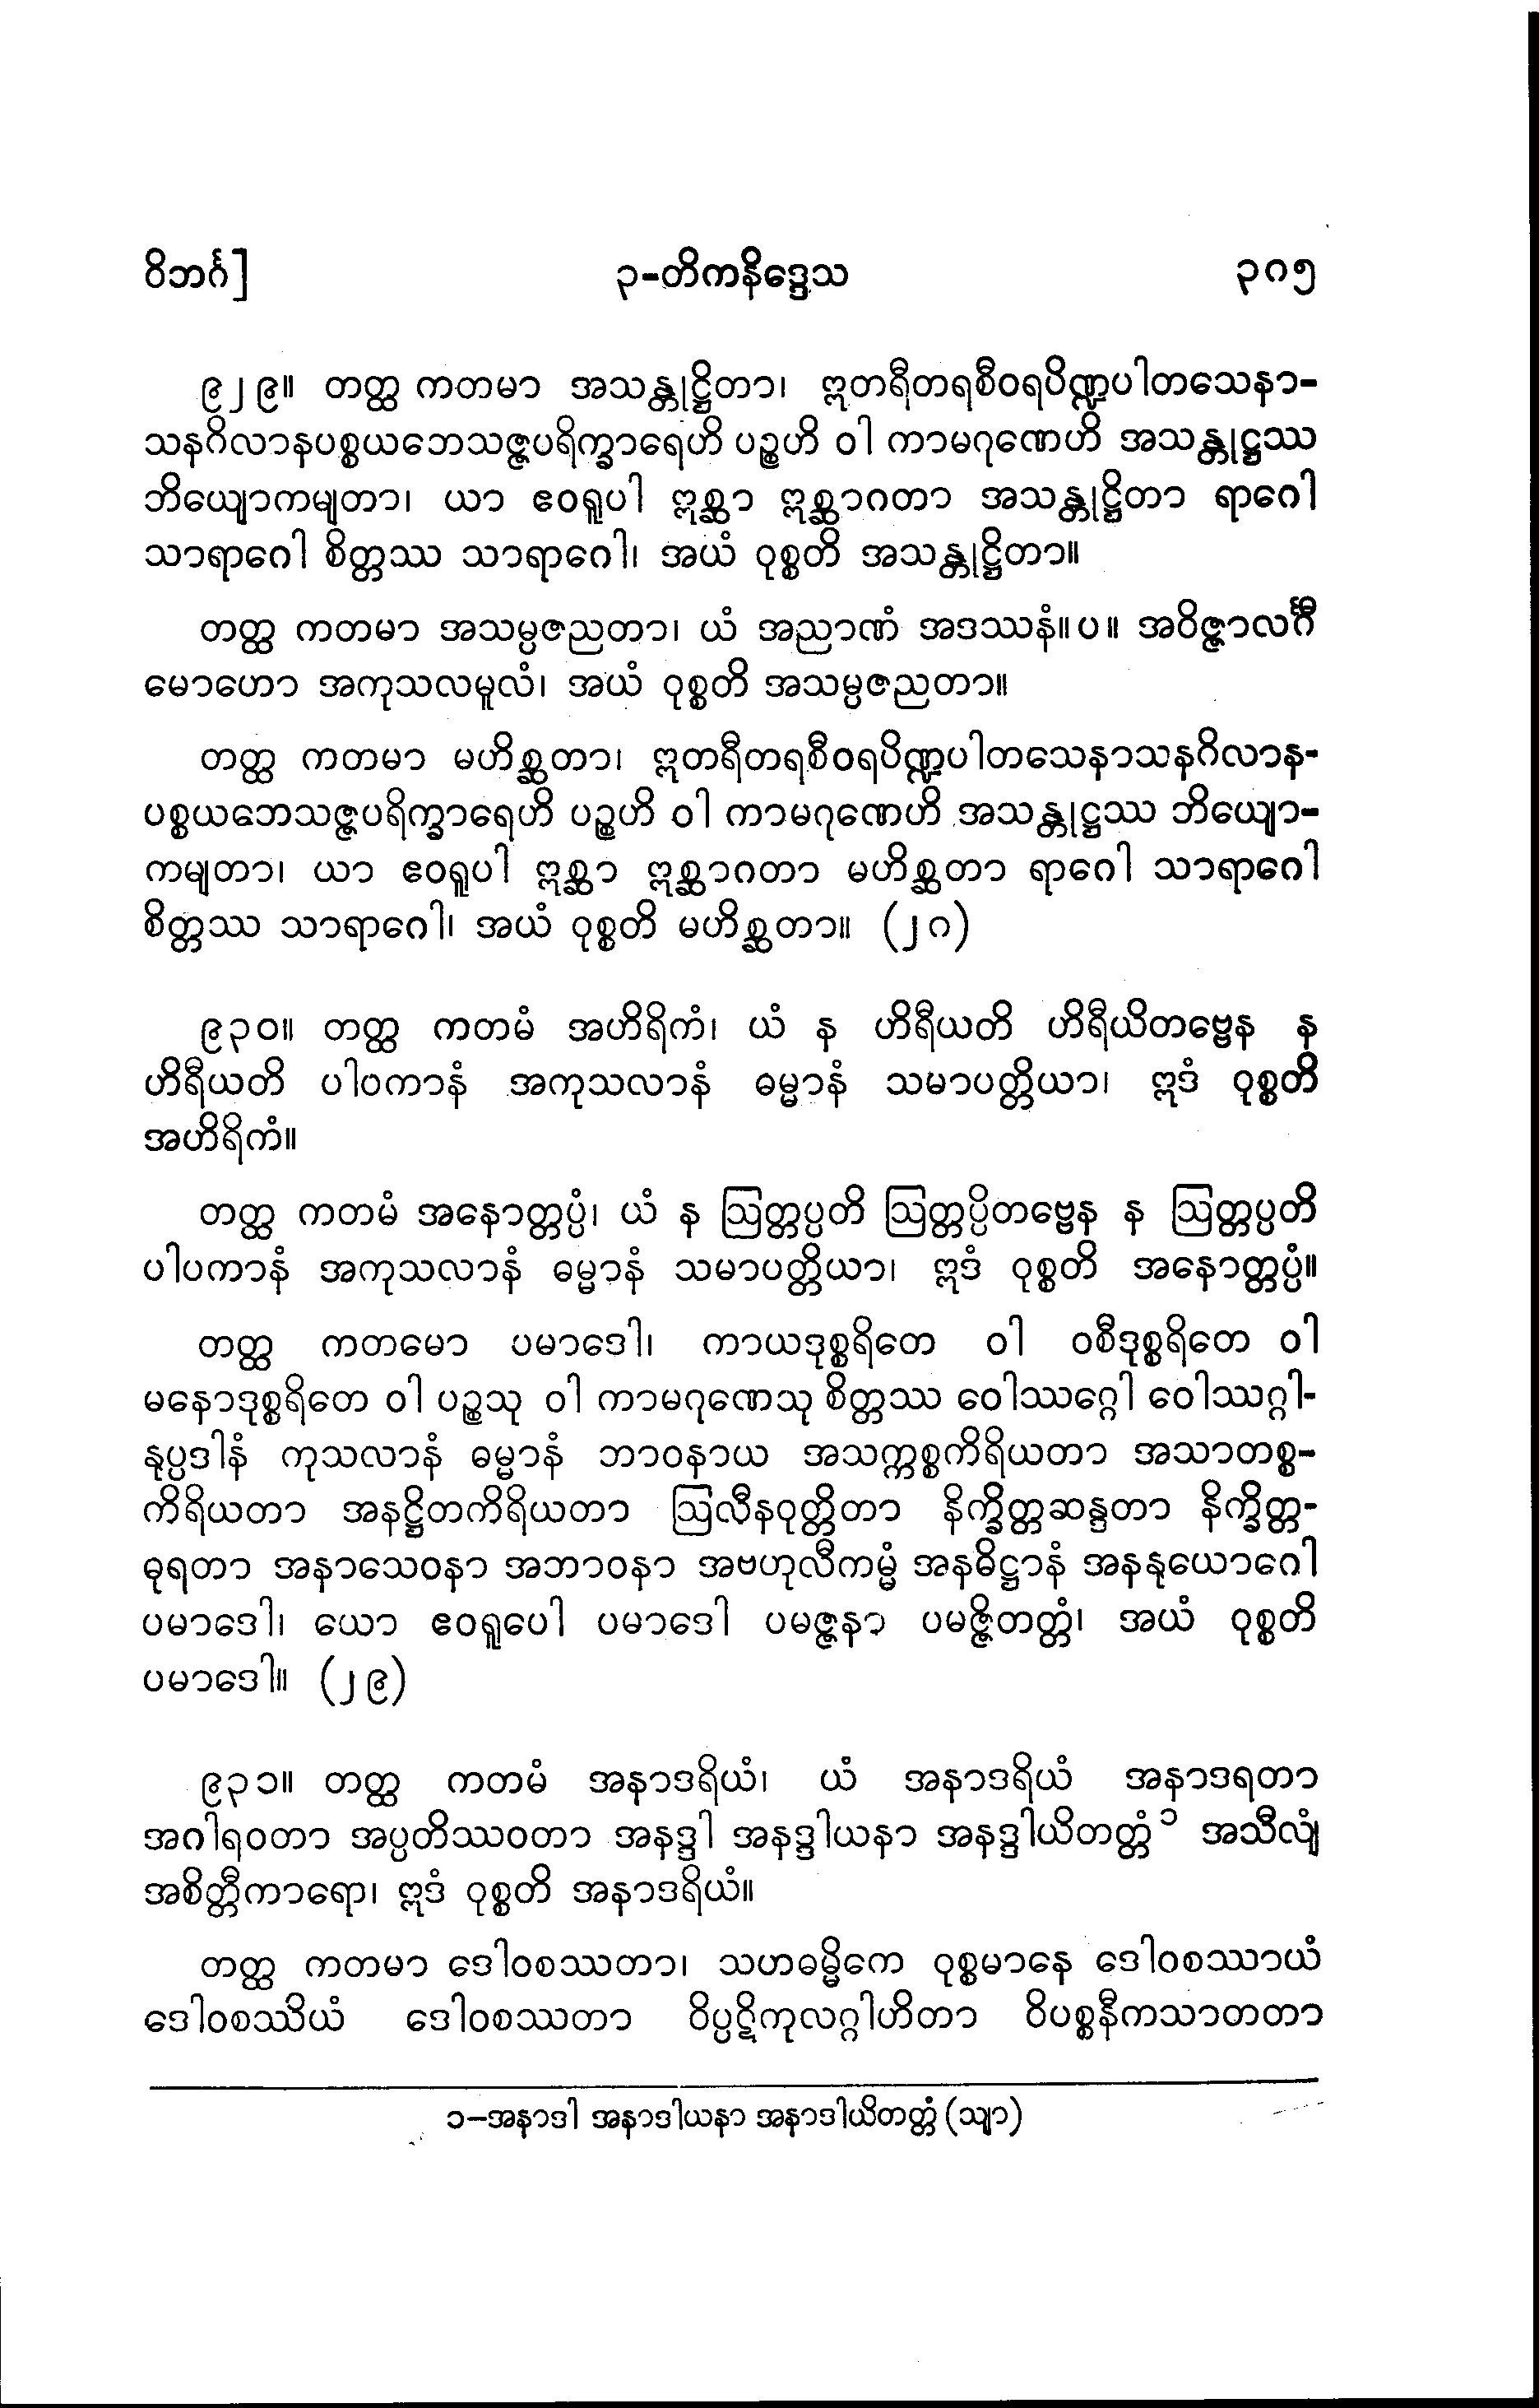 ဝိဘင်္ဂ]	၃-တိကနိဒ္ဒေသ	၃၈၅
၉၂၉။ တတ္ထ ကတမာ အသန္တုဋ္ဌိတာ၊ ဣတရီတရစီဝရပိဏ္ဍပါတသေနာ-
သနဂိလာနပစ္စယဘေသဇ္ဇပရိက္ခာရေဟိ ပဉ္စဟိ ဝါ ကာမဂုဏေဟိ အသန္တုဋ္ဌဿ
ဘိယျောကမျတာ၊ ယာ ဧဝရူပါ ဣစ္ဆာ ဣစ္ဆာဂတာ အသန္တုဋ္ဌိတာ ရာဂေါ
သာရာဂေါ စိတ္တဿ သာရာဂေါ၊ အယံ ဝုစ္စတိ အသန္တုဋ္ဌိတာ။
တတ္ထ ကတမာ အသမ္ပဇညတာ၊ ယံ အညာဏံ အဒဿနံ။ပ။ အဝိဇ္ဇာလင်္ဂီ
မောဟော အကုသလမူလံ၊ အယံ ဝုစ္စတိ အသမ္ပဇညတာ။
တတ္ထ ကတမာ မဟိစ္ဆတာ၊ ဣတရီတရစီဝရပိဏ္ဍပါတသေနာသနဂိလာန-
ပစ္စယဘေသဇ္ဇပရိက္ခာရေဟိ ပဉ္စဟိ ဝါ ကာမဂုဏေဟိ အသန္တုဋ္ဌဿ ဘိယျော-
ကမျတာ၊ ယာ ဧဝရူပါ ဣစ္ဆာ ဣစ္ဆာဂတာ မဟိစ္ဆတာ ရာဂေါ သာရာဂေါ
စိတ္တဿ သာရာဂေါ၊ အယံ ဝုစ္စတိ မဟိစ္ဆတာ။ (၂၈)
၉၃၀။ တတ္ထ ကတမံ အဟိရိကံ၊ ယံ န ဟိရီယတိ ဟိရီယိတဗ္ဗေန န
ဟိရီယတိ ပါပကာနံ အကုသလာနံ ဓမ္မာနံ သမာပတ္တိယာ၊ ဣဒံ ဝုစ္စတိ
အဟိရိကံ။
တတ္ထ ကတမံ အနောတ္တပ္ပံ၊ ယံ န ဩတ္တပ္ပတိ ဩတ္တပ္ပိတဗ္ဗေန န ဩတ္တပ္ပတိ
ပါပကာနံ အကုသလာနံ ဓမ္မာနံ သမာပတ္တိယာ၊ ဣဒံ ဝုစ္စတိ အနောတ္တပ္ပံ။
တတ္ထ ကတမော ပမာဒေါ၊ ကာယဒုစ္စရိတေ ဝါ ဝစီဒုစ္စရိတေ ဝါ
မနောဒုစ္စရိတေ ဝါ ပဉ္စသု ဝါ ကာမဂုဏေသု စိတ္တဿ ဝေါဿဂ္ဂေါ ဝေါဿဂ္ဂါ-
နုပ္ပဒါနံ ကုသလာနံ ဓမ္မာနံ ဘာဝနာယ အသက္ကစ္စကိရိယတာ အသာတစ္စ-
ကိရိယတာ အနဋ္ဌိတကိရိယတာ ဩလီနဝုတ္တိတာ နိက္ခိတ္တဆန္ဒတာ နိက္ခိတ္တ-
ဓုရတာ အနာသေဝနာ အဘာဝနာ အဗဟုလီကမ္မံ အနဓိဋ္ဌာနံ အနနုယောဂေါ
ပမာဒေါ၊ ယော ဧဝရူပေါ ပမာဒေါ ပမဇ္ဇနာ ပမဇ္ဇိတတ္တံ၊ အယံ ဝုစ္စတိ
ပမာဒေါ။ (၂၉)
၉၃၁။ တတ္ထ ကတမံ အနာဒရိယံ၊ ယံ အနာဒရိယံ အနာဒရတာ
အဂါရဝတာ အပ္ပတိဿဝတာ အနဒ္ဒါ အနဒ္ဒါယနာ အနဒ္ဒါယိတတ္တံ၁ အသီလျံ
အစိတ္တီကာရော၊ ဣဒံ ဝုစ္စတိ အနာဒရိယံ။
တတ္ထ ကတမာ ဒေါဝစဿတာ၊ သဟဓမ္မိကေ ဝုစ္စမာနေ ဒေါဝစဿာယံ
ဒေါဝစဿိယံ ဒေါဝစဿတာ ဝိပ္ပဋိကုလဂ္ဂါဟိတာ ဝိပစ္စနီကသာတတာ
၁-အနာဒါ အနာဒါယနာ အနာဒါယိတတ္တံ (သျာ)